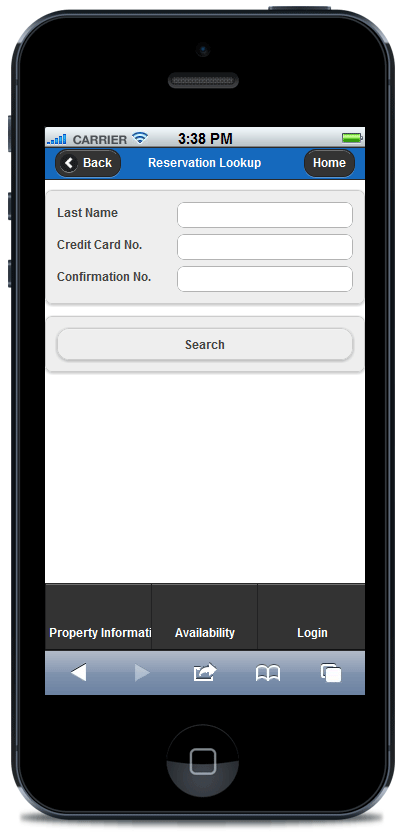 CARRIER 3:38 PM
Back Reservation Lookup Home
Last Name
Credit Card No.
Confirmation No.
Search
Property Informati Availability Login